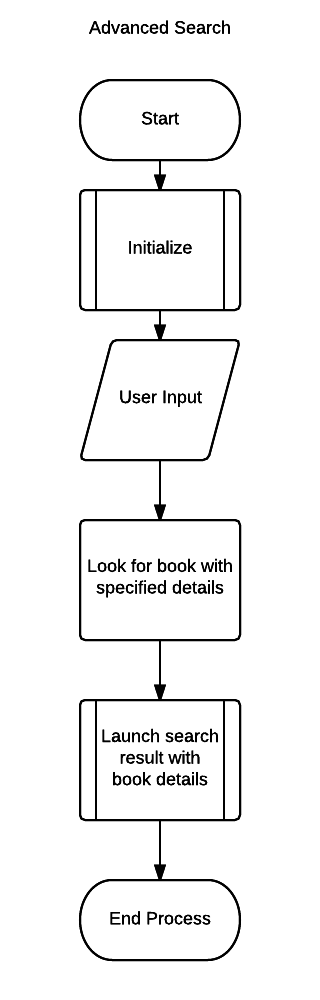 Advanced Search
Start
Initialize
User Input
Look for book with
specified details
Launch search
result with
book details
End Process